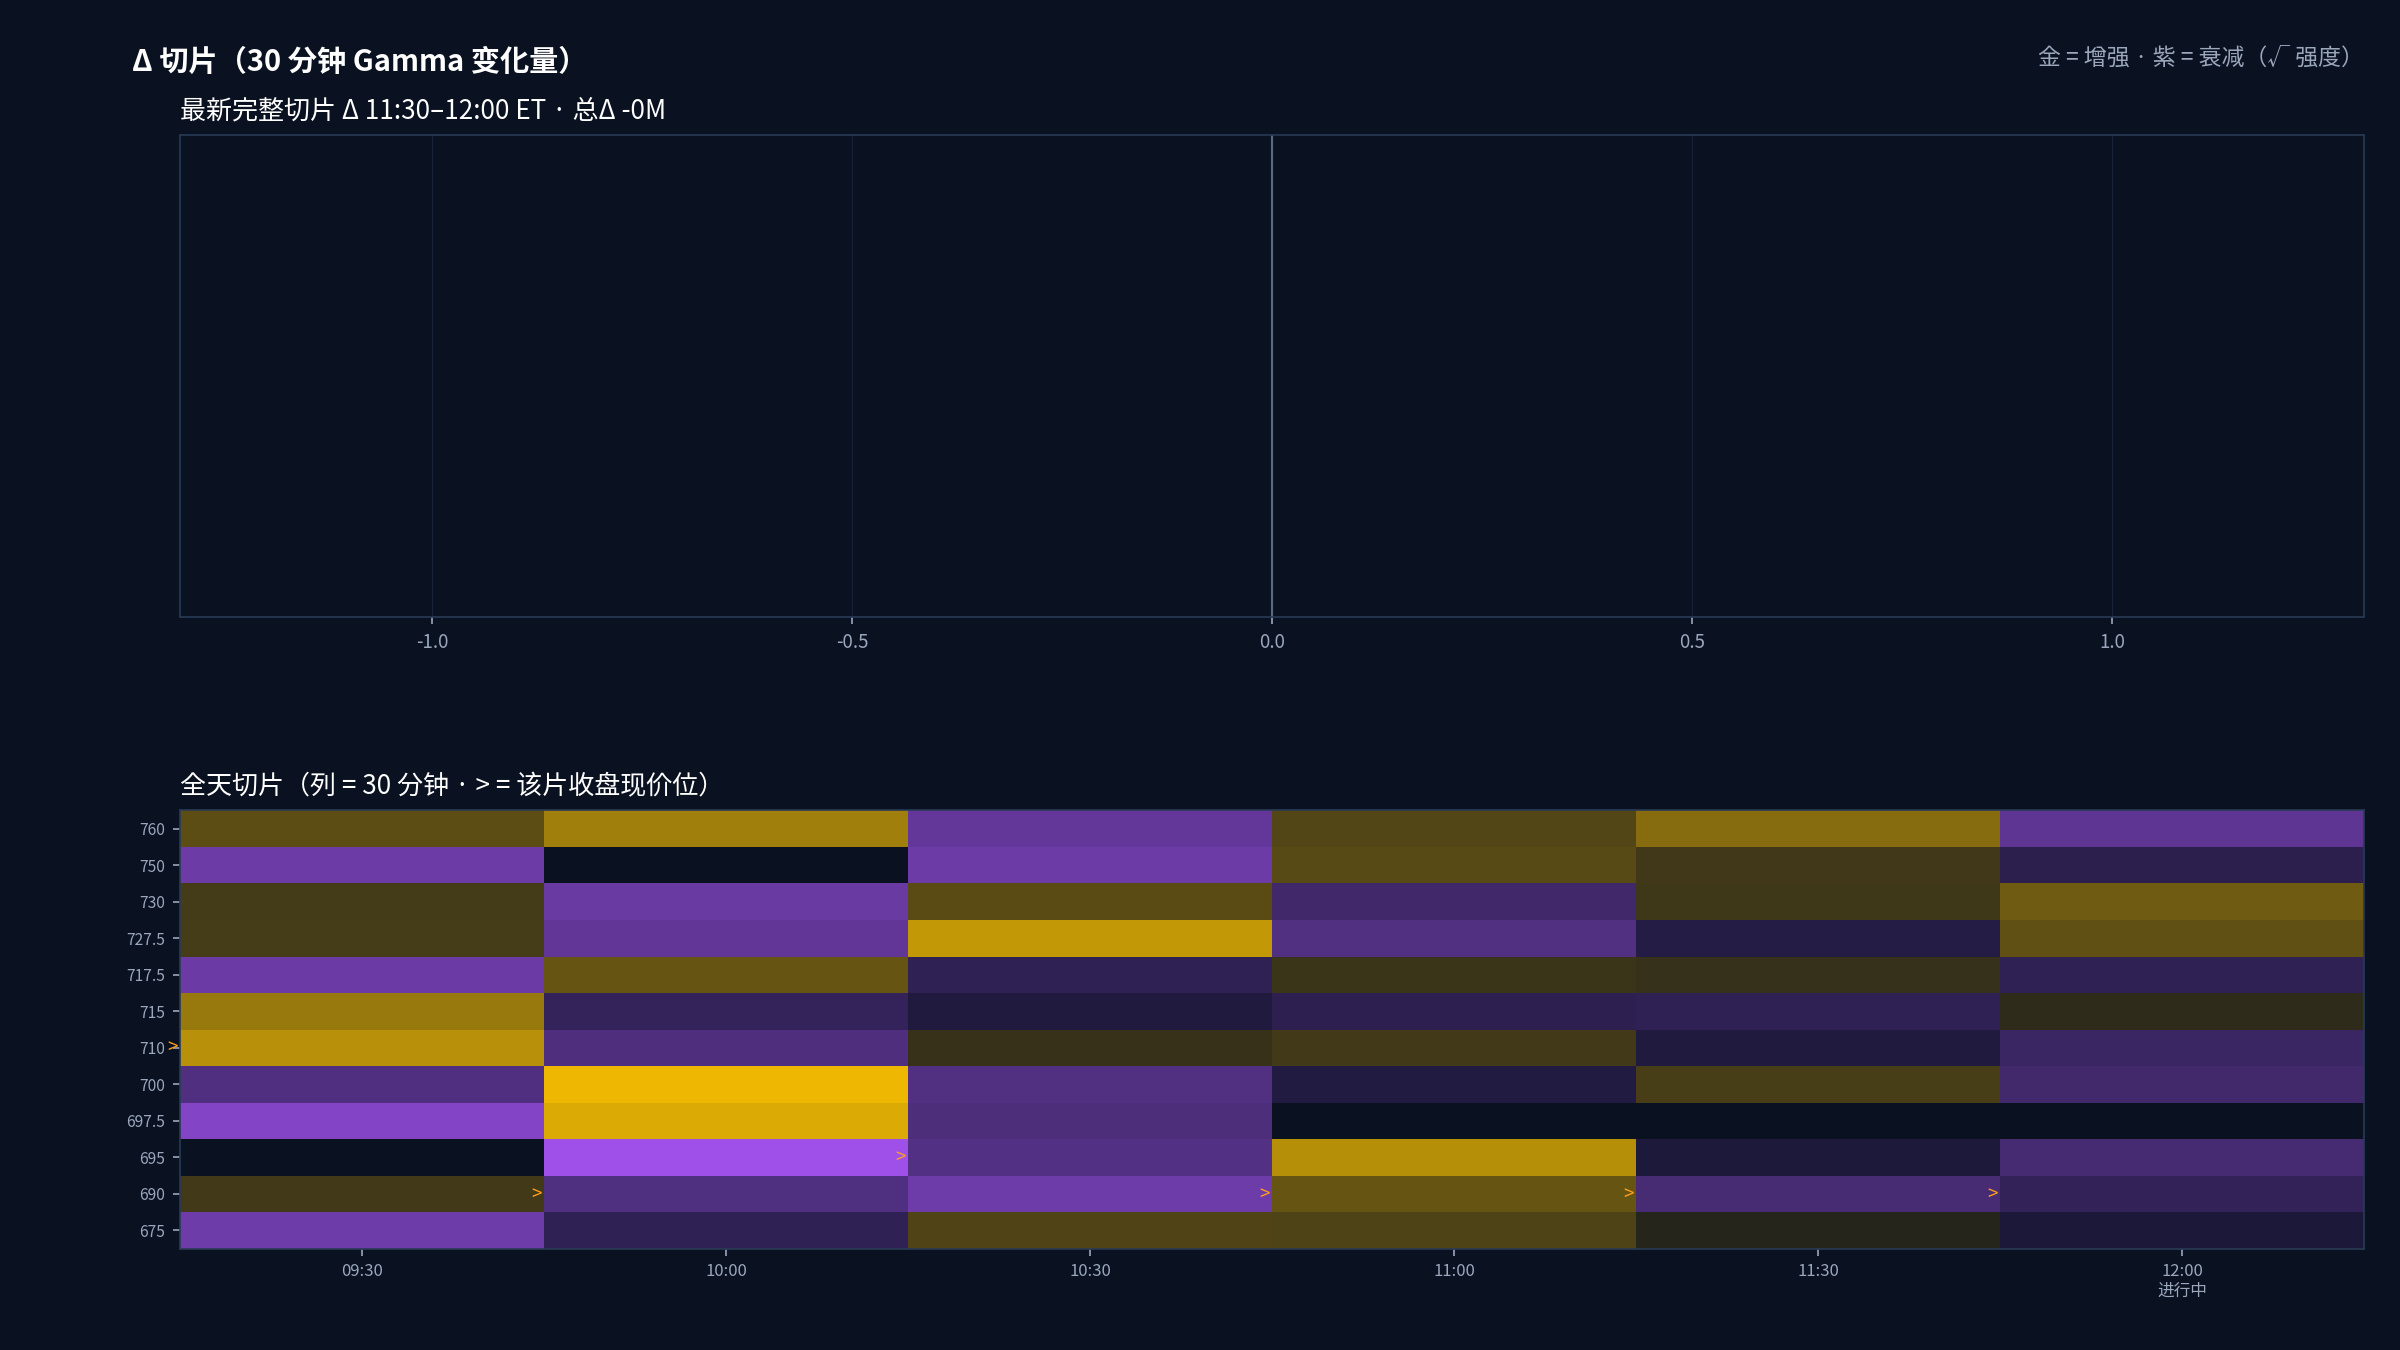 Δ 切片（30 分钟 Gamma 变化量）
金 = 增强 · 紫 = 衰减（√ 强度）
最新完整切片 Δ 11:30–12:00 ET · 总Δ -0M
-1.0 -0.5 0.0 0.5 1.0
全天切片（列 = 30 分钟 · > = 该片收盘现价位）
760
750
730
727.5
717.5
715
710 >
700
697.5
695 >
690 > > > >
675
09:30 10:00 10:30 11:00 11:30 12:00
进行中